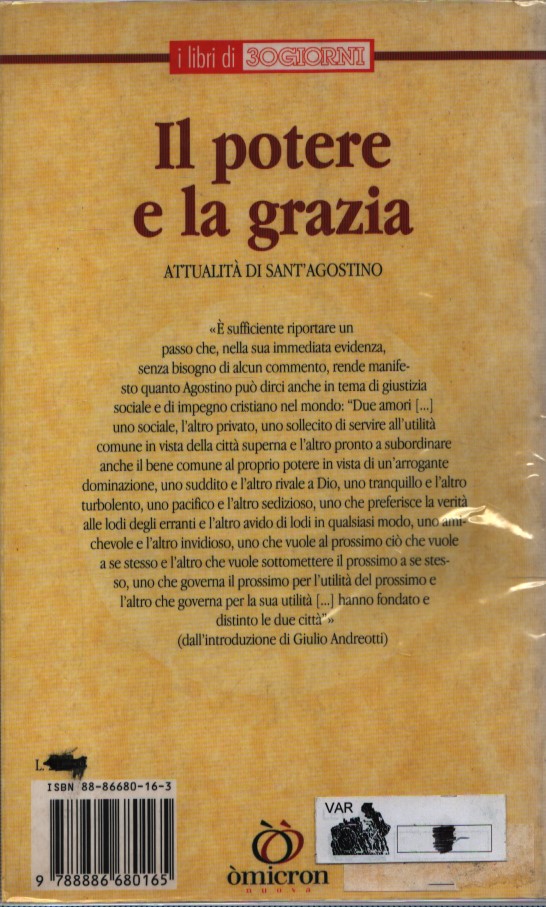 i libri di 30GIORNI
Il potere
e la grazia
ATTUALITÀ DI SANT'AGOSTINO
«È sufficiente riportare un
passo che, nella sua immediata evidenza,
senza bisogno di alcun commento, rende manife-
sto quanto Agostino può dirci anche in tema di giustizia
sociale e di impegno cristiano nel mondo: “Due amori [...]
uno sociale, l'altro privato, uno sollecito di servire all'utilità
comune in vista della città superna e l'altro pronto a subordinare
anche il bene comune al proprio potere in vista di un'arrogante
dominazione, uno suddito e l'altro rivale a Dio, uno tranquillo e l'altro
turbolento, uno pacifico e l'altro sedizioso, uno che preferisce la verità
alle lodi degli erranti e l'altro avido di lodi in qualsiasi modo, uno ami-
chevole e l'altro invidioso, uno che vuole al prossimo ciò che vuole
a se stesso e l'altro che vuole sottomettere il prossimo a se stes-
so, uno che governa il prossimo per l'utilità del prossimo e
l'altro che governa per la sua utilità [...] hanno fondato e
distinto le due città”»
(dall'introduzione di Giulio Andreotti)
L.
ISBN 88-86680-16-3
9 788886 680165
òmicron
nuova
VAR